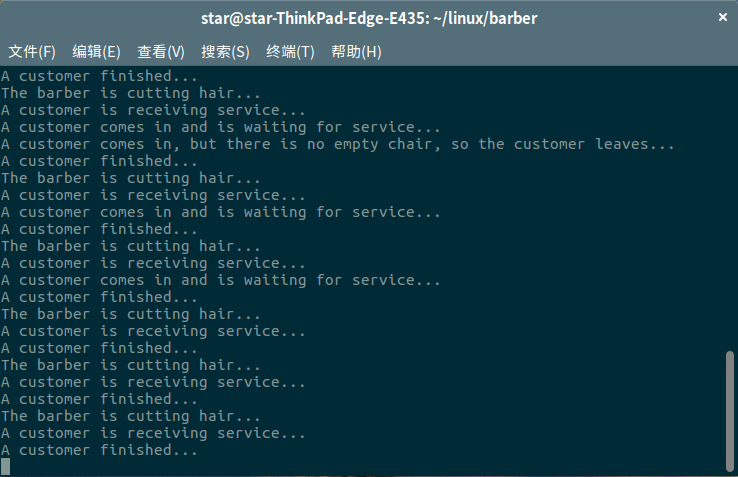 star@star-ThinkPad-Edge-E435: ~/linux/barber ×
文件(F) 编辑(E) 查看(V) 搜索(S) 终端(T) 帮助(H)
A customer finished...
The barber is cutting hair...
A customer is receiving service...
A customer comes in and is waiting for service...
A customer comes in, but there is no empty chair, so the customer leaves...
A customer finished...
The barber is cutting hair...
A customer is receiving service...
A customer comes in and is waiting for service...
A customer finished...
The barber is cutting hair...
A customer is receiving service...
A customer comes in and is waiting for service...
A customer finished...
The barber is cutting hair...
A customer is receiving service...
A customer finished...
The barber is cutting hair...
A customer is receiving service...
A customer finished...
The barber is cutting hair...
A customer is receiving service...
A customer finished...